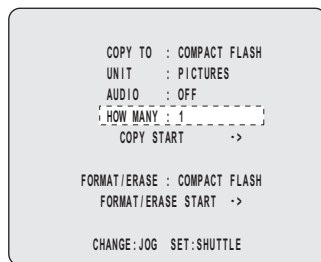 COPY TO : COMPACT FLASH
UNIT : PICTURES
AUDIO : OFF
HOW MANY : 1
COPY START ->
FORMAT/ERASE : COMPACT FLASH
FORMAT/ERASE START ->
CHANGE:JOG SET:SHUTTLE